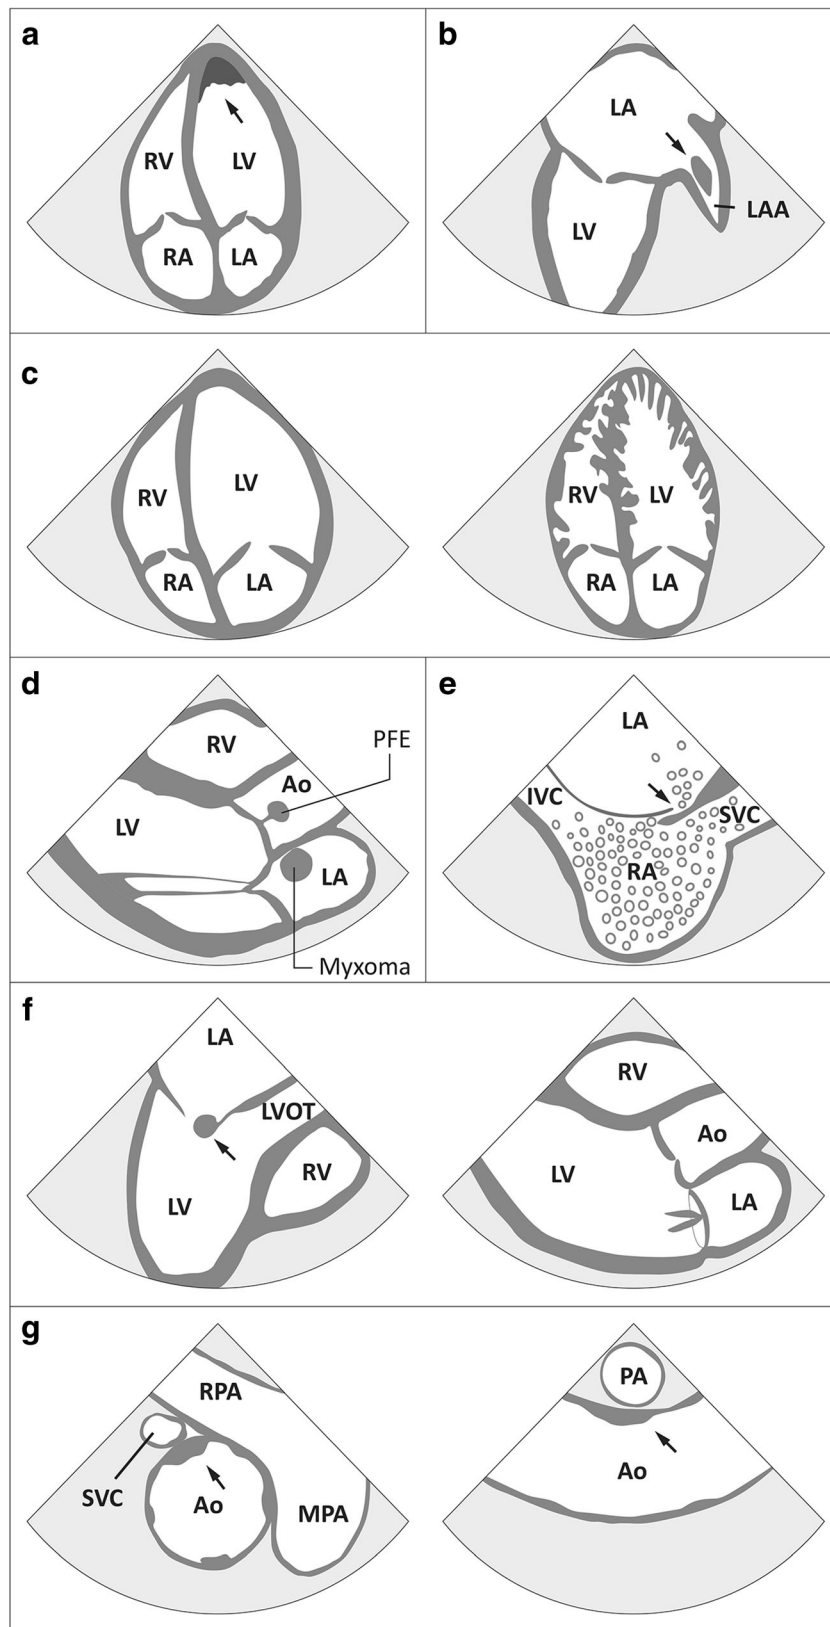 a
RV
LV
RA
LA
b
LA
LV
LAA
c
RV
LV
RA
LA
RV
LV
RA
LA
d
RV
PFE
Ao
LV
LA
Myxoma
e
LA
IVC
SVC
RA
f
LA
LVOT
RV
LV
RV
Ao
LV
LA
g
RPA
SVC
Ao
MPA
PA
Ao